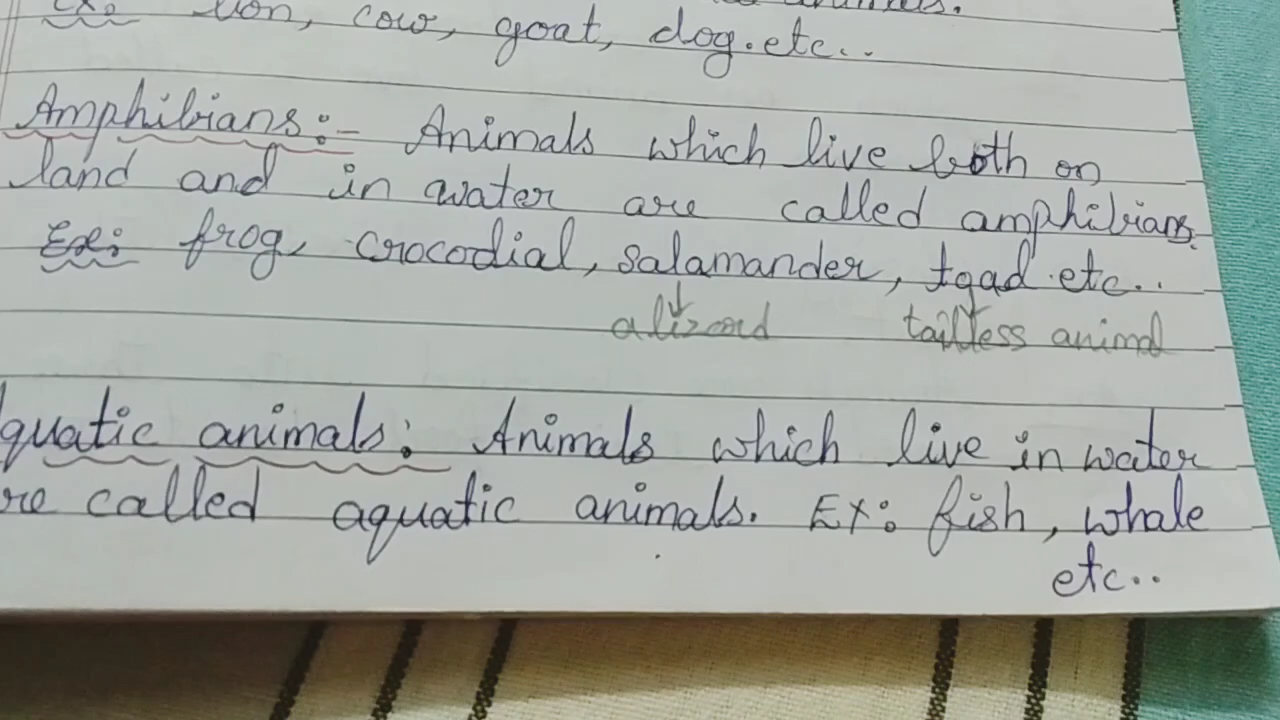 Ex: lion, cow, goat, dog.etc..
Amphibians:- Animals which live both on
land and in water are called amphibians.
Ex: frog, crocodial, salamander, toad.etc..
alizard tailless animal
quatic animals: Animals which live in water
re called aquatic animals. EX: fish, whale
etc..